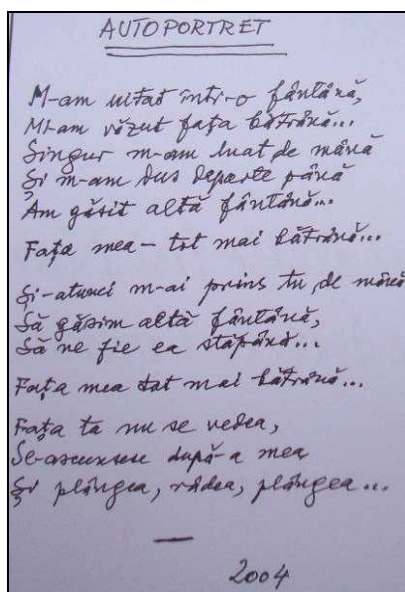 AUTOPORTRET
M-am uitat într-o fântână,
Mi-am văzut fața bătrână...
Singur m-am luat de mână
Și m-am dus departe până
Am găsit altă fântână...
Fața mea - tot mai bătrână...
Și-atunci m-ai prins tu de mână
Să găsim altă fântână,
Să ne fie ea stăpână...
Fața mea tot mai bătrână...
Fața ta nu se vedea,
Se-ascunsese după-a mea
Și plângea, râdea, plângea...
2004